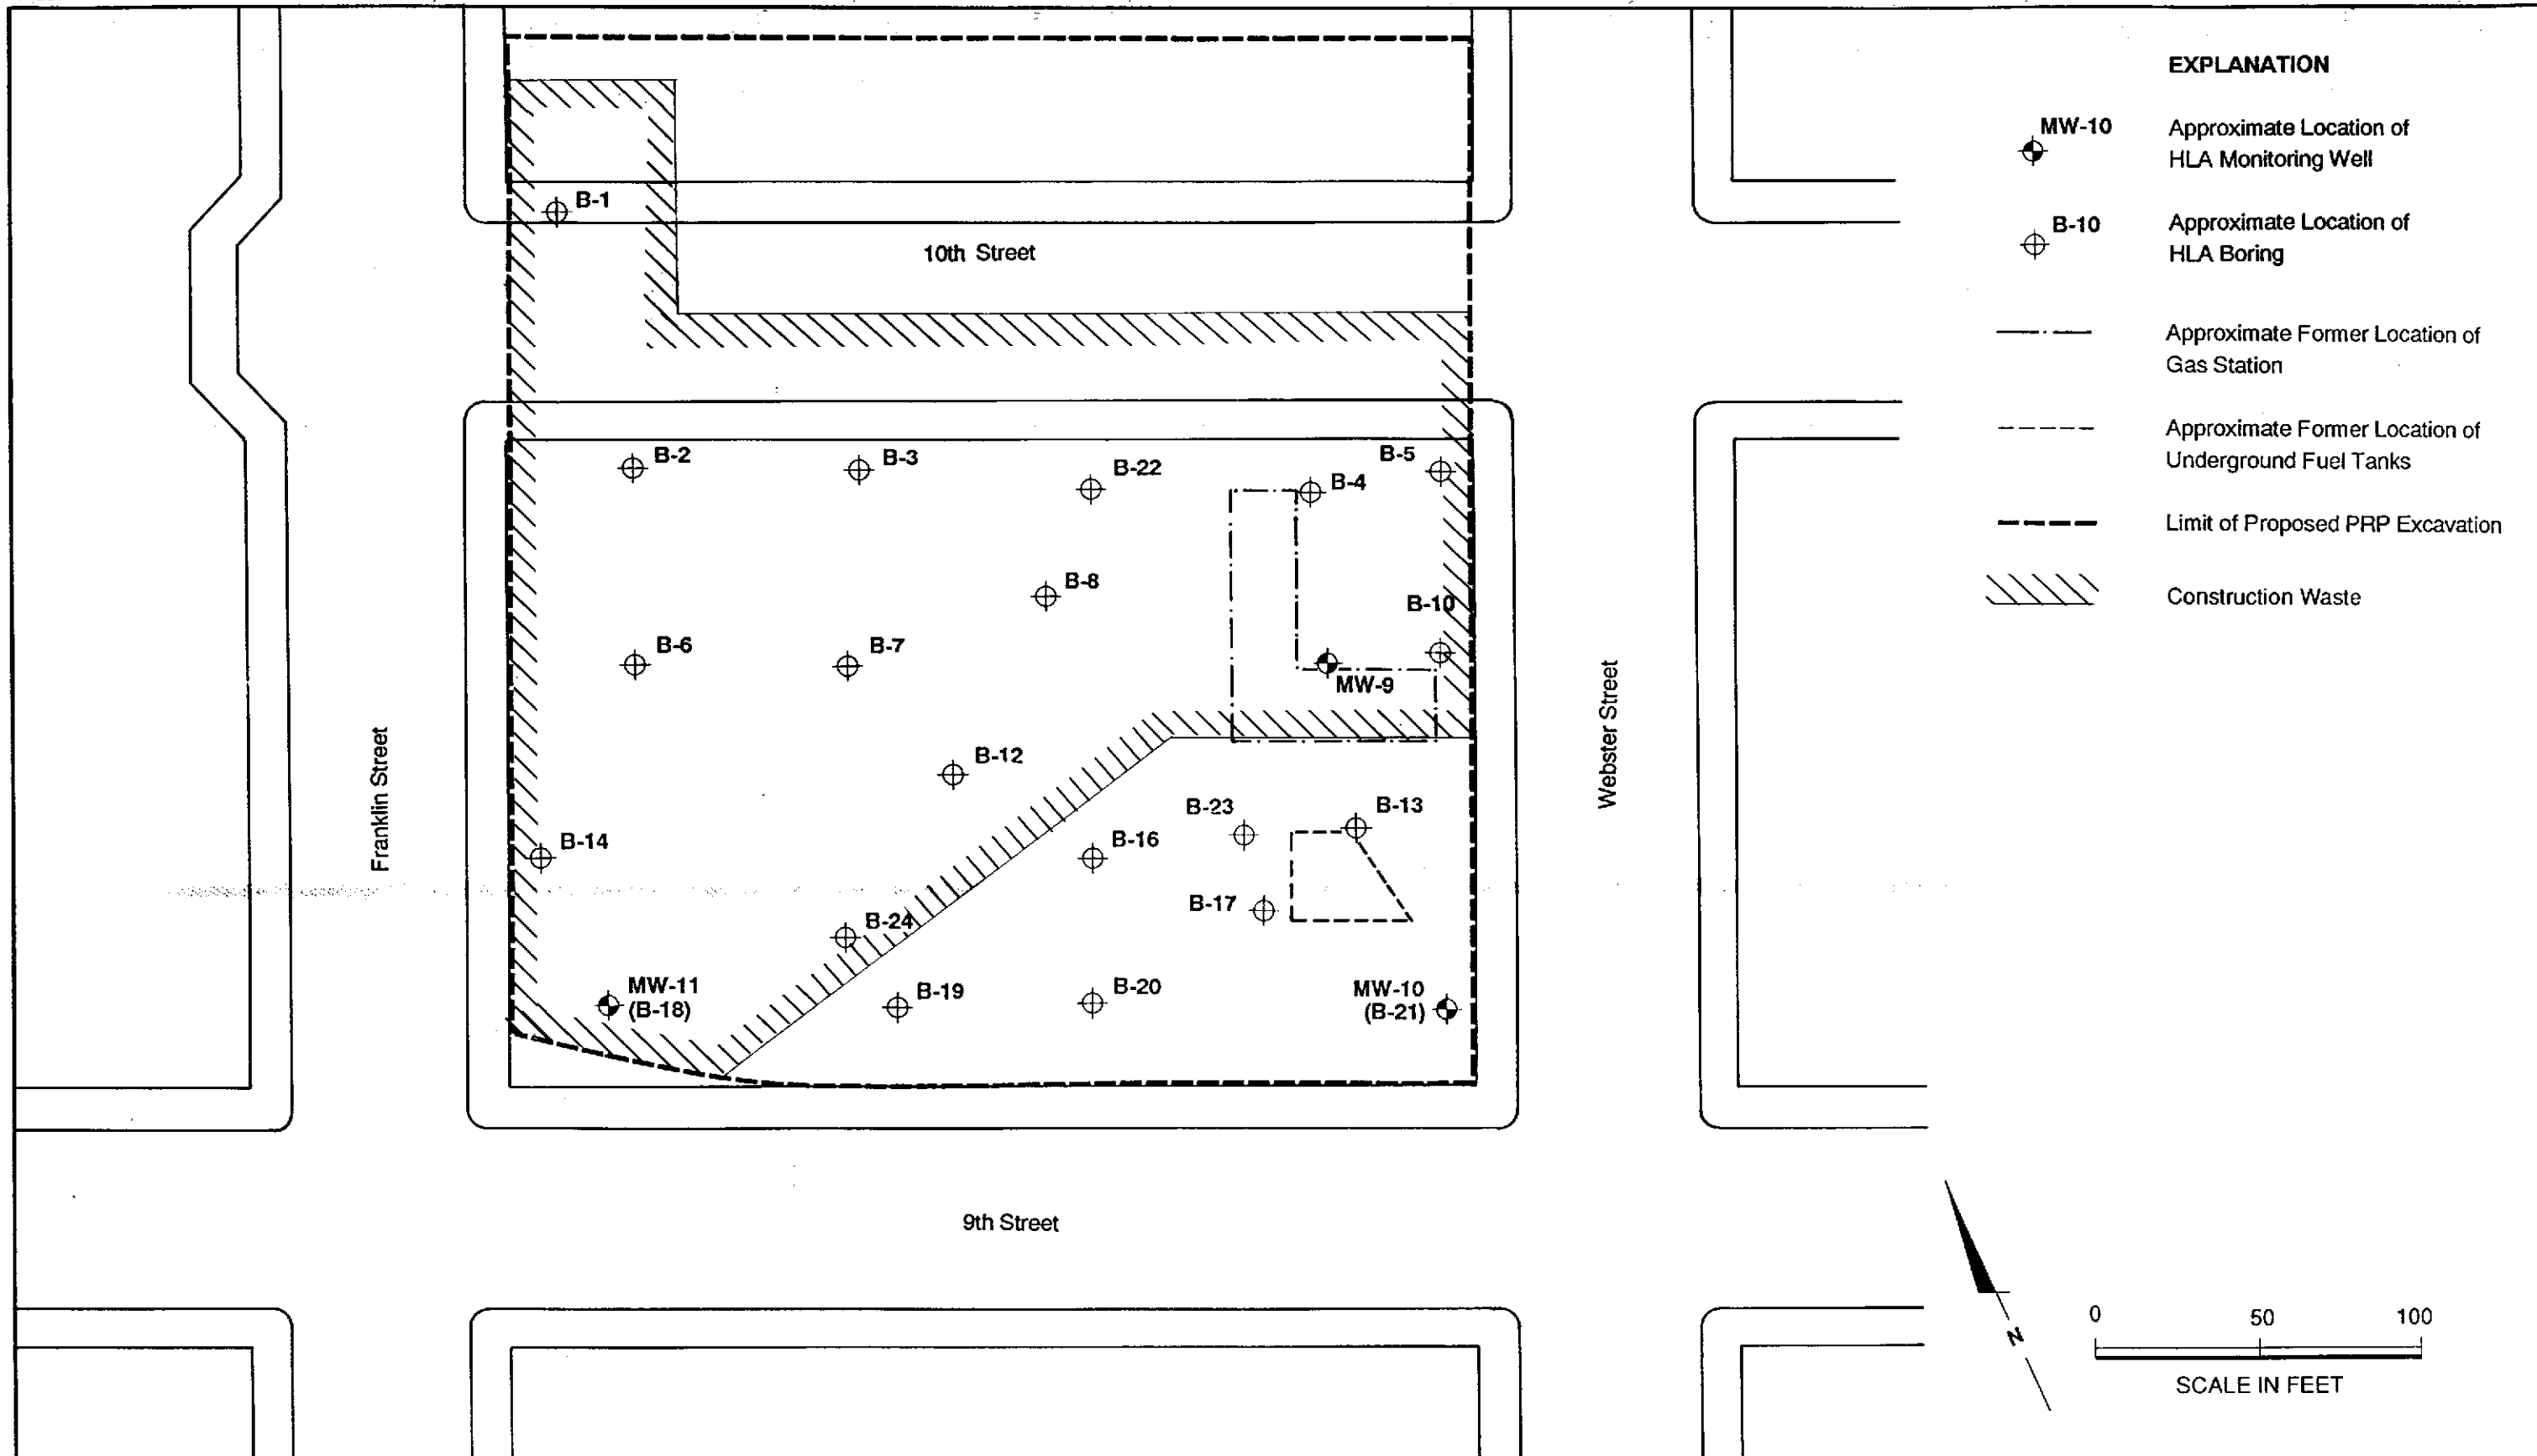 EXPLANATION
MW-10
Approximate Location of
HLA Monitoring Well
B-10
Approximate Location of
HLA Boring
Approximate Former Location of
Gas Station
Approximate Former Location of
Underground Fuel Tanks
Limit of Proposed PRP Excavation
Construction Waste
B-1
10th Street
B-2
B-3
B-22
B-4
B-5
B-8
B-10
B-6
B-7
MW-9
Franklin Street
Webster Street
B-12
B-23
B-13
B-14
B-16
B-17
B-24
MW-11
(B-18)
B-19
B-20
MW-10
(B-21)
9th Street
N
0 50 100
SCALE IN FEET